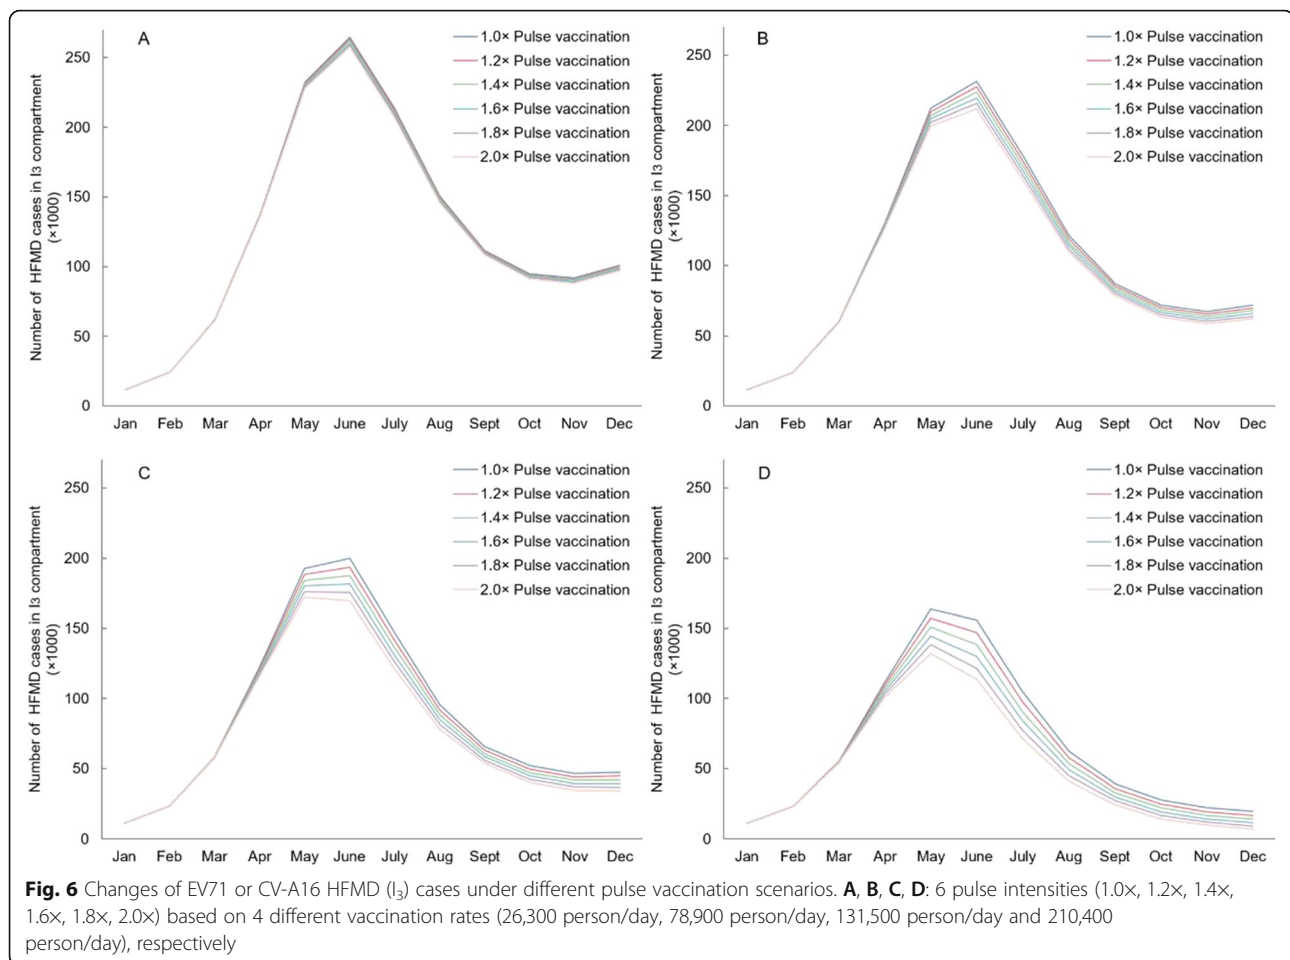 A
Number of HFMD cases in I3 compartment
(×1000)
250
200
150
100
50
0
Jan Feb Mar Apr May June July Aug Sept Oct Nov Dec
1.0× Pulse vaccination
1.2× Pulse vaccination
1.4× Pulse vaccination
1.6× Pulse vaccination
1.8× Pulse vaccination
2.0× Pulse vaccination
B
Number of HFMD cases in I3 compartment
(×1000)
250
200
150
100
50
0
Jan Feb Mar Apr May June July Aug Sept Oct Nov Dec
1.0× Pulse vaccination
1.2× Pulse vaccination
1.4× Pulse vaccination
1.6× Pulse vaccination
1.8× Pulse vaccination
2.0× Pulse vaccination
C
Number of HFMD cases in I3 compartment
(×1000)
250
200
150
100
50
0
Jan Feb Mar Apr May June July Aug Sept Oct Nov Dec
1.0× Pulse vaccination
1.2× Pulse vaccination
1.4× Pulse vaccination
1.6× Pulse vaccination
1.8× Pulse vaccination
2.0× Pulse vaccination
D
Number of HFMD cases in I3 compartment
(×1000)
250
200
150
100
50
0
Jan Feb Mar Apr May June July Aug Sept Oct Nov Dec
1.0× Pulse vaccination
1.2× Pulse vaccination
1.4× Pulse vaccination
1.6× Pulse vaccination
1.8× Pulse vaccination
2.0× Pulse vaccination
Fig. 6 Changes of EV71 or CV-A16 HFMD (I3) cases under different pulse vaccination scenarios. A, B, C, D: 6 pulse intensities (1.0×, 1.2×, 1.4×,
1.6×, 1.8×, 2.0×) based on 4 different vaccination rates (26,300 person/day, 78,900 person/day, 131,500 person/day and 210,400
person/day), respectively